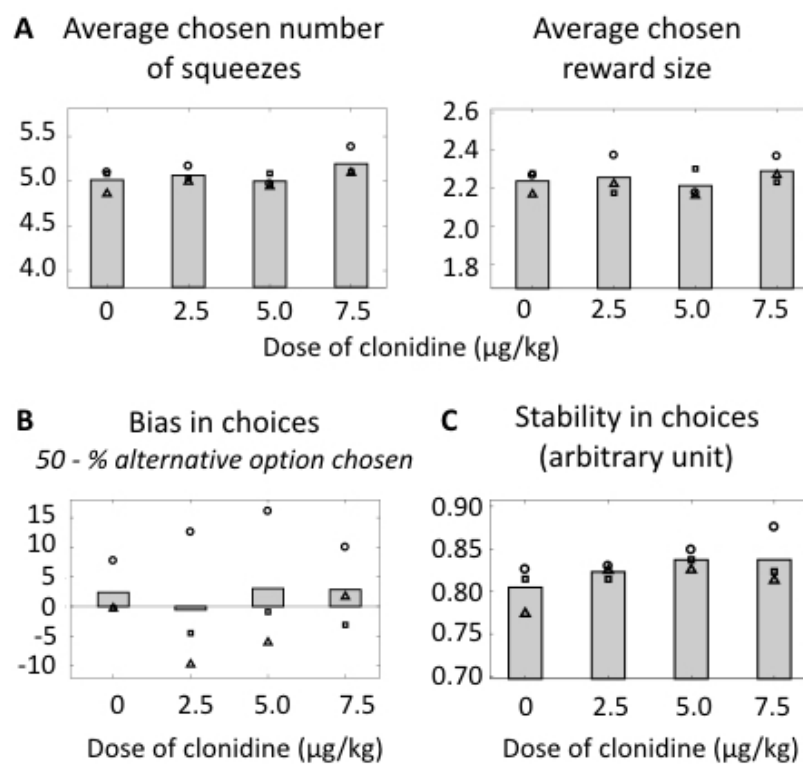 A Average chosen number
of squeezes
Average chosen
reward size
5.5
5.0
4.5
4.0
0 2.5 5.0 7.5
2.6
2.4
2.2
2.0
1.8
0 2.5 5.0 7.5
Dose of clonidine (µg/kg)
B Bias in choices
50 - % alternative option chosen
15
10
5
0
-5
-10
0 2.5 5.0 7.5
Dose of clonidine (µg/kg)
C Stability in choices
(arbitrary unit)
0.90
0.85
0.80
0.75
0.70
0 2.5 5.0 7.5
Dose of clonidine (µg/kg)